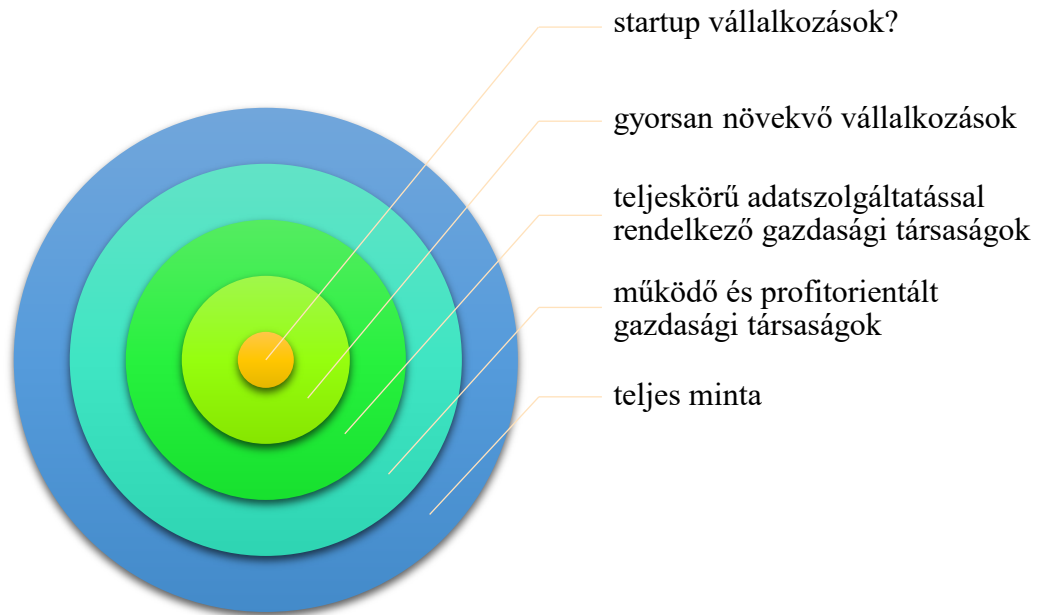 startup vállalkozások?
gyorsan növekvő vállalkozások
teljeskörű adatszolgáltatással
rendelkező gazdasági társaságok
működő és profitorientált
gazdasági társaságok
teljes minta